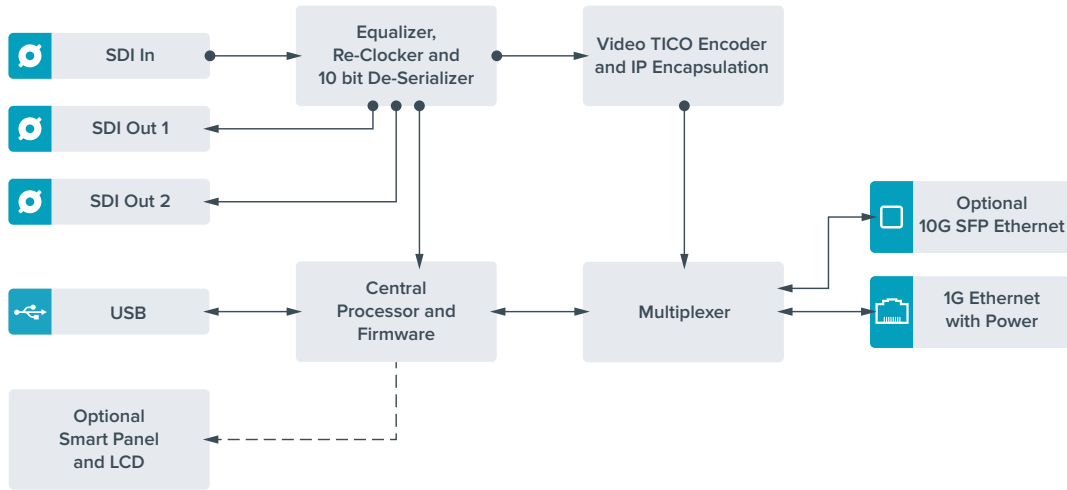 SDI In
Equalizer,
Re-Clocker and
10 bit De-Serializer
Video TICO Encoder
and IP Encapsulation
SDI Out 1
SDI Out 2
Optional
10G SFP Ethernet
USB
Central
Processor and
Firmware
Multiplexer
1G Ethernet
with Power
Optional
Smart Panel
and LCD